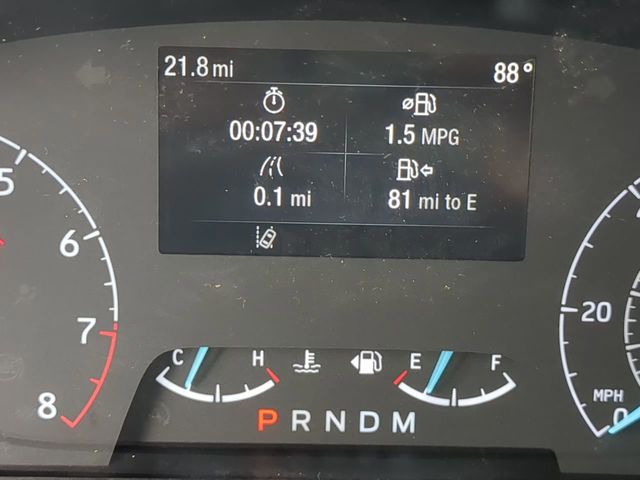 21.8 mi 88°
00:07:39 ⌀ 1.5 MPG
0.1 mi 81 mi to E
5
6
7
8
C H E F
P R N D M
20
MPH 0